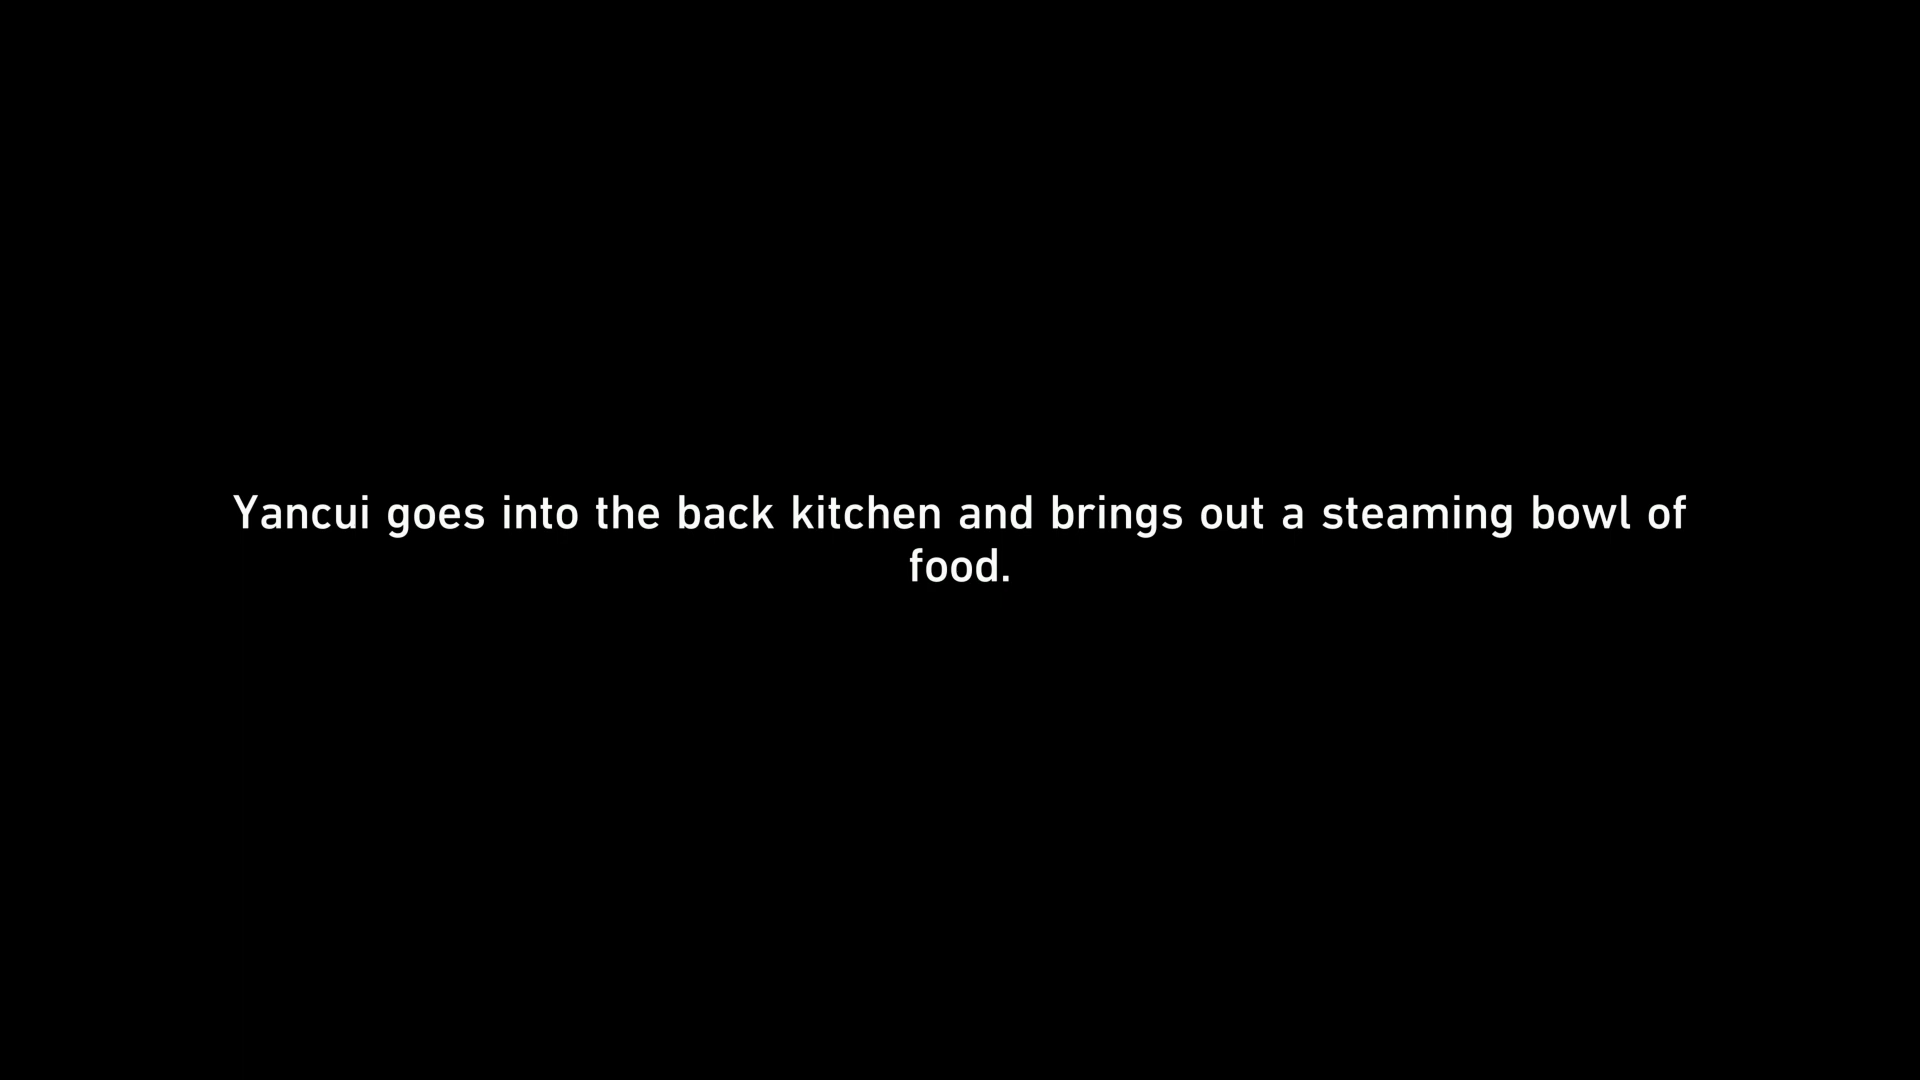 Yancui goes into the back kitchen and brings out a steaming bowl of
food.